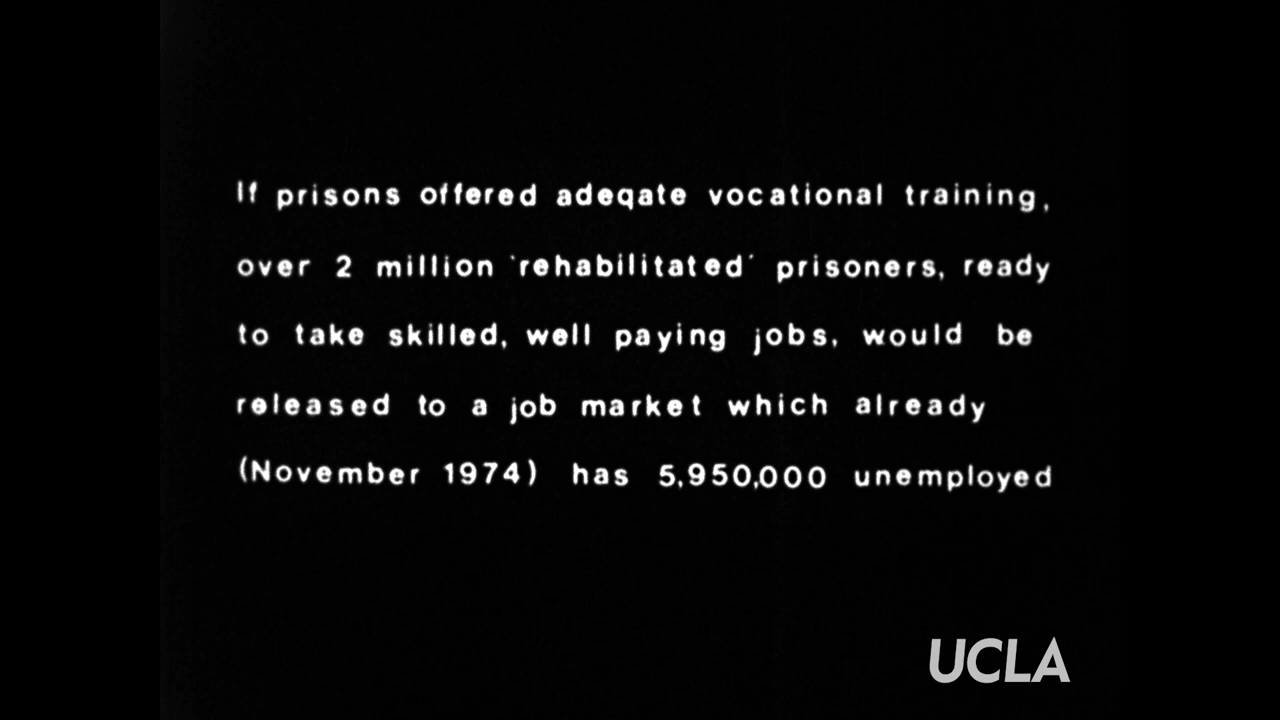 If prisons offered adeqate vocational training,
over 2 million 'rehabilitated' prisoners, ready
to take skilled, well paying jobs, would be
released to a job market which already
(November 1974) has 5,950,000 unemployed
UCLA